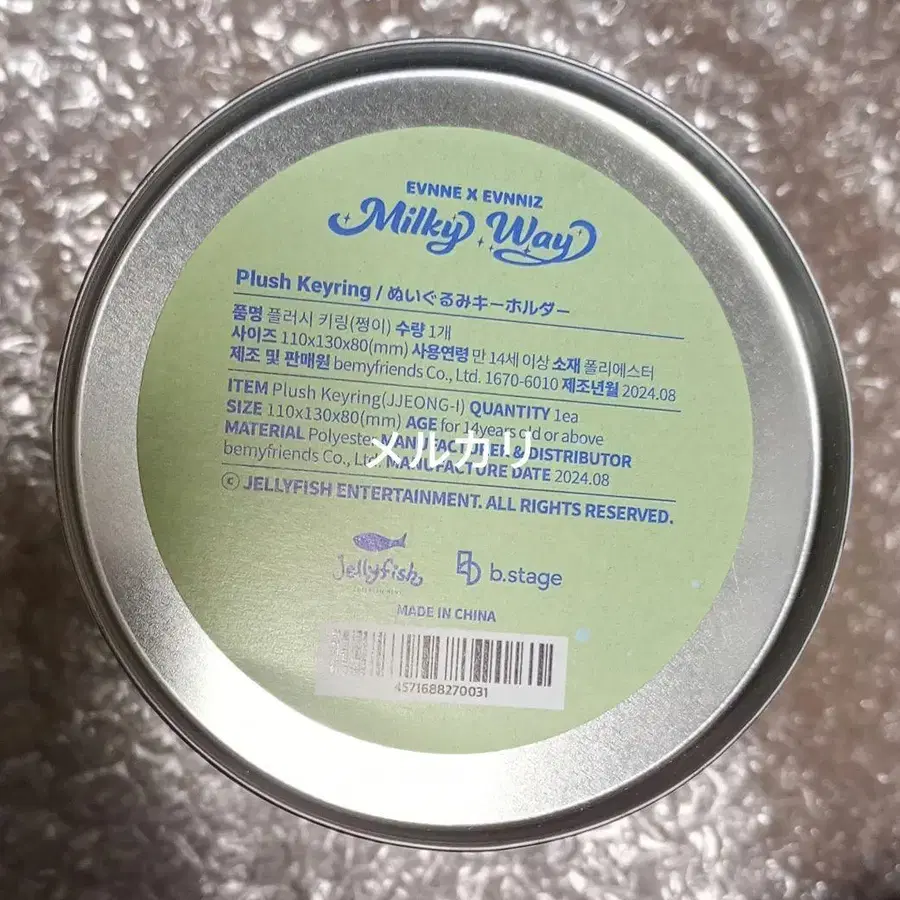 EVNNE X EVNNIZ
Milky Way
Plush Keyring / ぬいぐるみキーホルダー
품명 플러시 키링(쩡이) 수량 1개
사이즈 110x130x80(mm) 사용연령 만 14세 이상 소재 폴리에스터
제조 및 판매원 bemyfriends Co., Ltd. 1670-6010 제조년월 2024.08
ITEM Plush Keyring(JJEONG-I) QUANTITY 1ea
SIZE 110x130x80(mm) AGE for 14years old or above
MATERIAL Polyester MANUFACTURER & DISTRIBUTOR
bemyfriends Co., Ltd. MANUFACTURE DATE 2024.08
メルカリ
© JELLYFISH ENTERTAINMENT. ALL RIGHTS RESERVED.
Jellyfish
b.stage
MADE IN CHINA
4571688270031